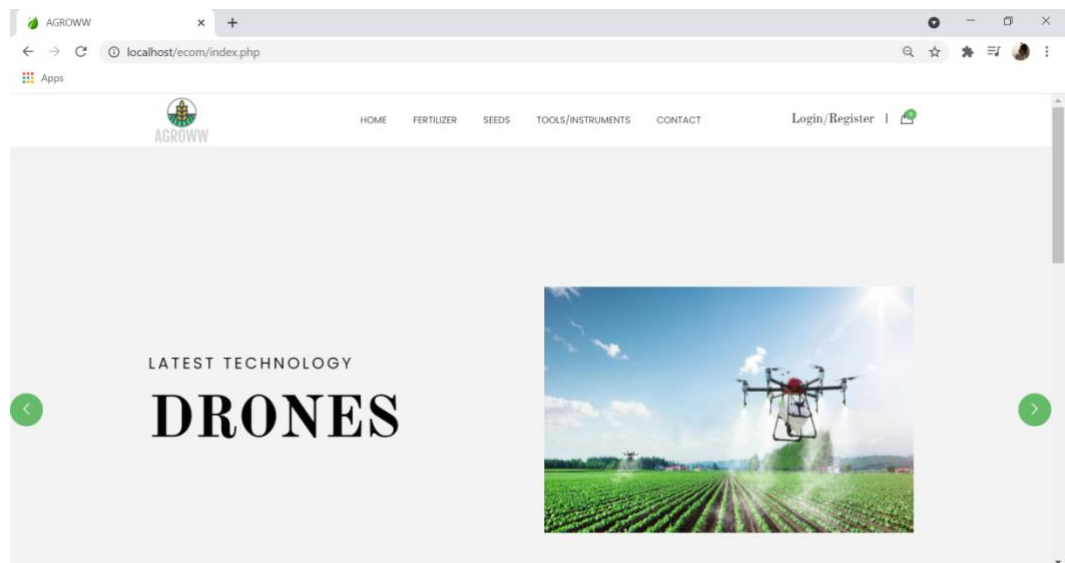 AGROWW
localhost/ecom/index.php
Apps
AGROWW
HOME FERTILIZER SEEDS TOOLS/INSTRUMENTS CONTACT Login/Register |
LATEST TECHNOLOGY
DRONES